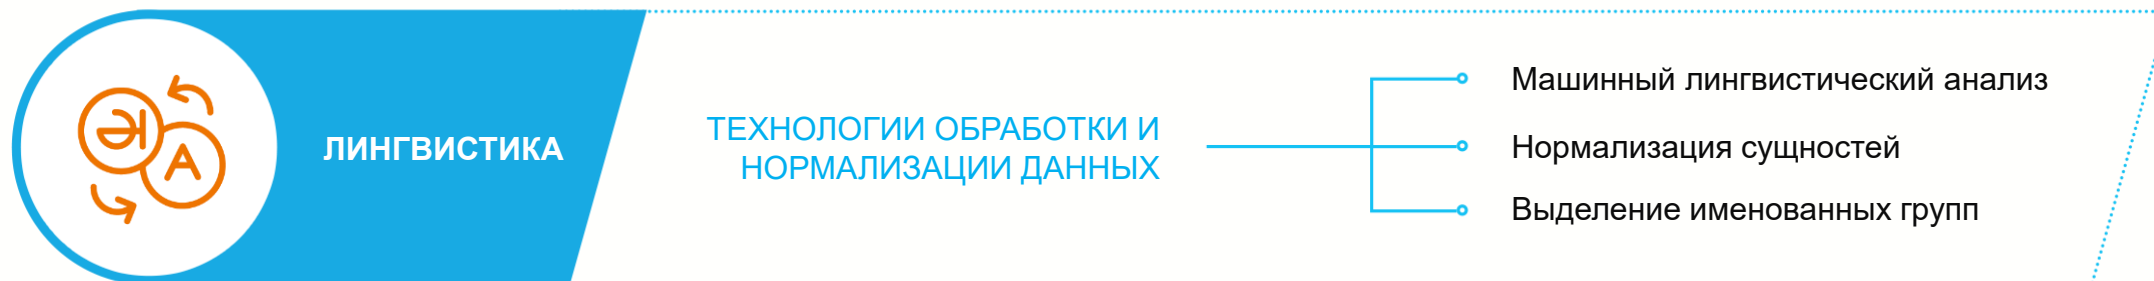 ЛИНГВИСТИКА
ТЕХНОЛОГИИ ОБРАБОТКИ И
НОРМАЛИЗАЦИИ ДАННЫХ
Машинный лингвистический анализ
Нормализация сущностей
Выделение именованных групп
A